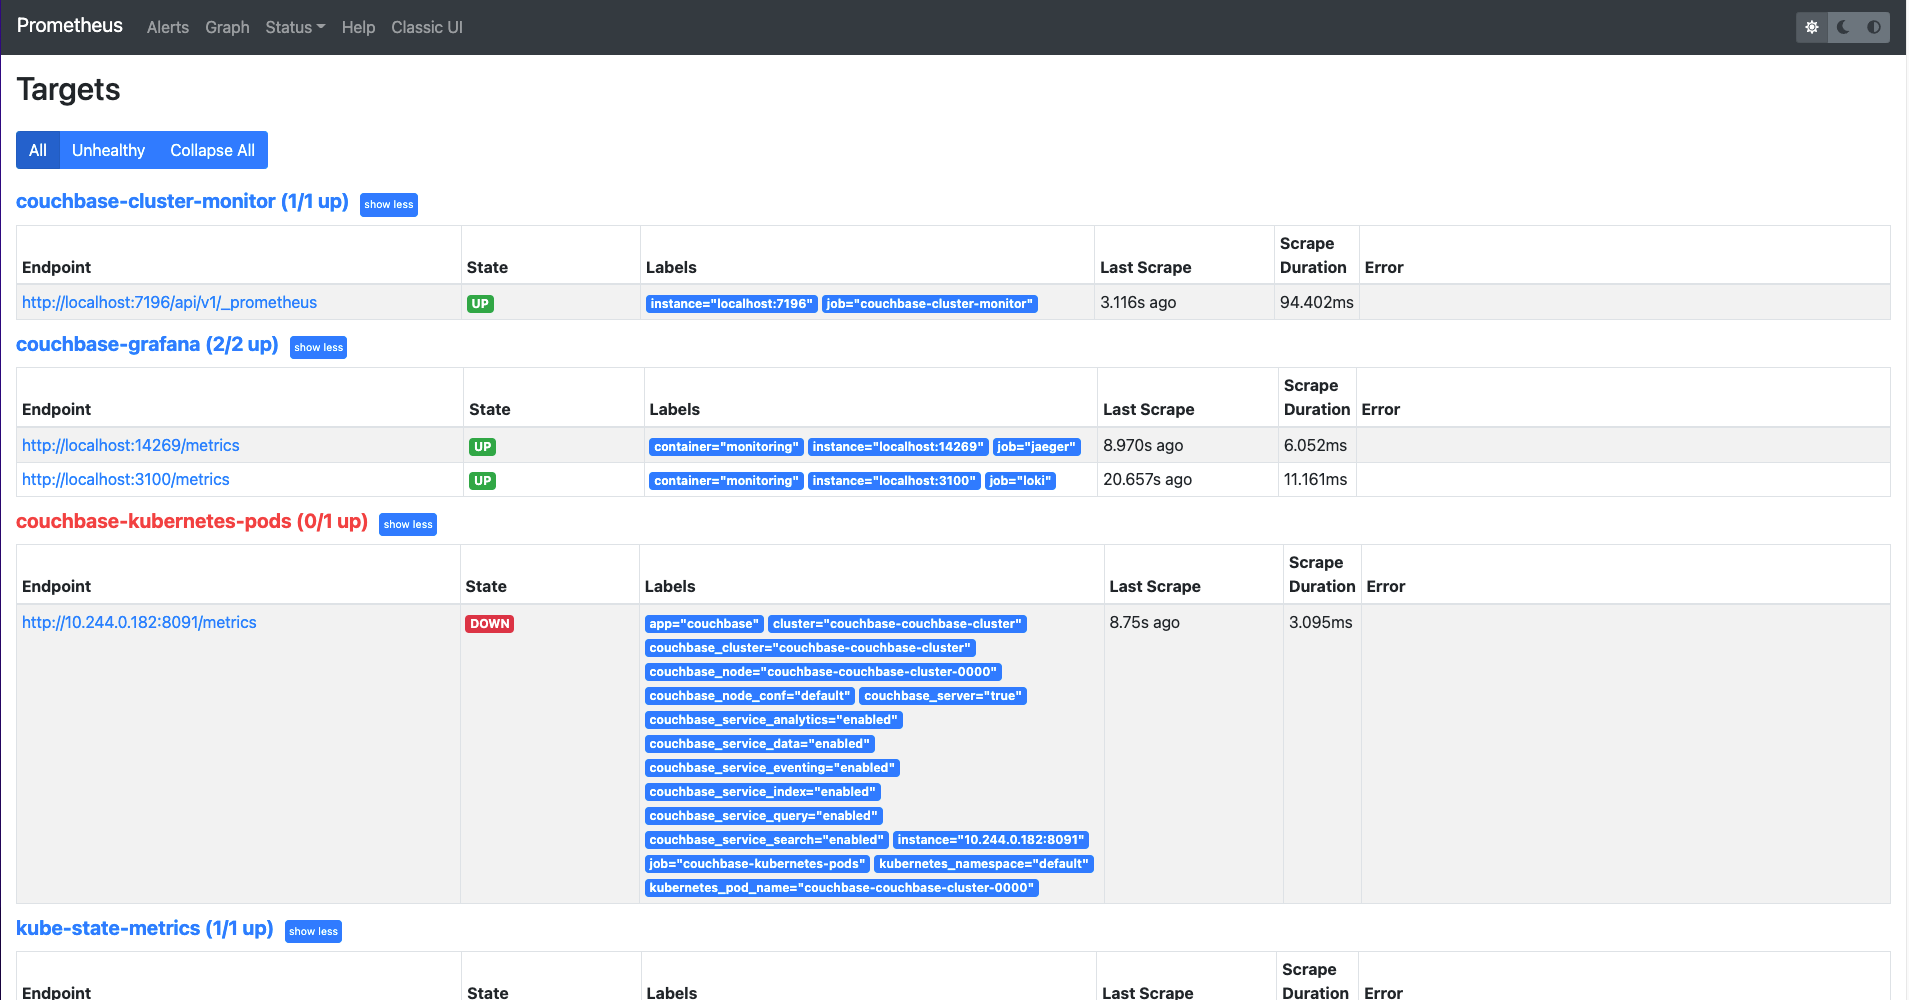 Prometheus Alerts Graph Status Help Classic UI
Targets
All Unhealthy Collapse All
couchbase-cluster-monitor (1/1 up) show less
Endpoint State Labels Last Scrape Scrape Duration Error
http://localhost:7196/api/v1/_prometheus UP instance="localhost:7196" job="couchbase-cluster-monitor" 3.116s ago 94.402ms
couchbase-grafana (2/2 up) show less
Endpoint State Labels Last Scrape Scrape Duration Error
http://localhost:14269/metrics UP container="monitoring" instance="localhost:14269" job="jaeger" 8.970s ago 6.052ms
http://localhost:3100/metrics UP container="monitoring" instance="localhost:3100" job="loki" 20.657s ago 11.161ms
couchbase-kubernetes-pods (0/1 up) show less
Endpoint State Labels Last Scrape Scrape Duration Error
http://10.244.0.182:8091/metrics DOWN app="couchbase" cluster="couchbase-couchbase-cluster" 8.75s ago 3.095ms
couchbase_cluster="couchbase-couchbase-cluster"
couchbase_node="couchbase-couchbase-cluster-0000"
couchbase_node_conf="default" couchbase_server="true"
couchbase_service_analytics="enabled"
couchbase_service_data="enabled"
couchbase_service_eventing="enabled"
couchbase_service_index="enabled"
couchbase_service_query="enabled"
couchbase_service_search="enabled" instance="10.244.0.182:8091"
job="couchbase-kubernetes-pods" kubernetes_namespace="default"
kubernetes_pod_name="couchbase-couchbase-cluster-0000"
kube-state-metrics (1/1 up) show less
Endpoint State Labels Last Scrape Scrape Duration Error